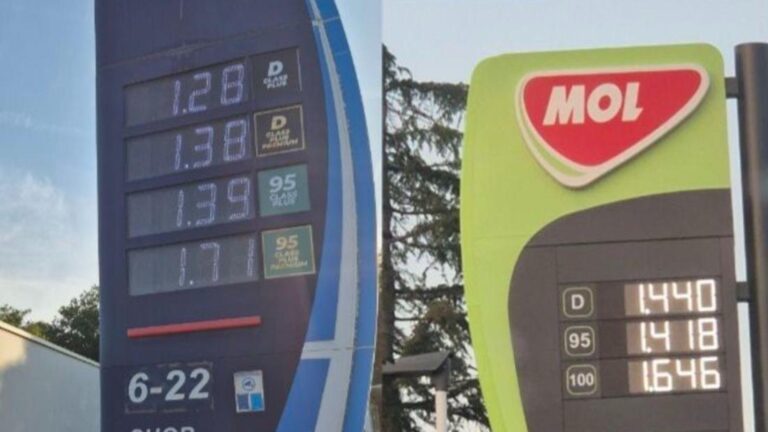 1.28 D CLASS PLUS
1.38 D CLASS PLUS PREMIUM
1.39 95 CLASS PLUS
1.71 95 CLASS PLUS PREMIUM
6-22
SHOP
MOL
D 1.440
95 1.418
100 1.646